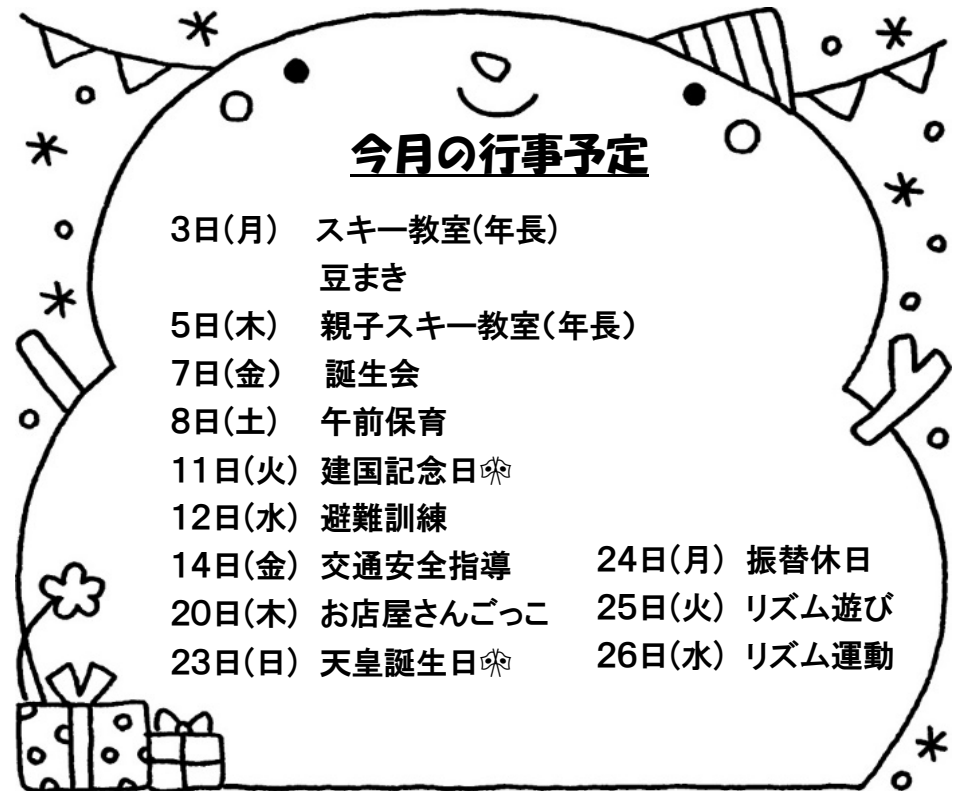 今月の行事予定
3日(月) スキー教室(年長)
豆まき
5日(木) 親子スキー教室(年長)
7日(金) 誕生会
8日(土) 午前保育
11日(火) 建国記念日🎌
12日(水) 避難訓練
14日(金) 交通安全指導
20日(木) お店屋さんごっこ
23日(日) 天皇誕生日🎌
24日(月) 振替休日
25日(火) リズム遊び
26日(水) リズム運動